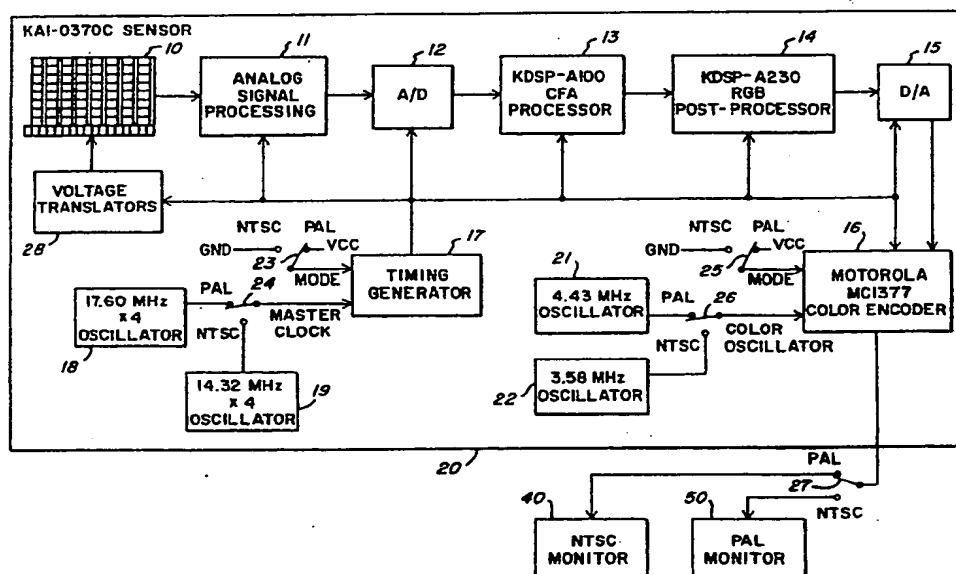 KAI-0370C SENSOR
10
11
12
13
14
15
ANALOG
SIGNAL
PROCESSING
A/D
KDSP-A100
CFA
PROCESSOR
KDSP-A230
RGB
POST-PROCESSOR
D/A
VOLTAGE
TRANSLATORS
28
NTSC
PAL
GND
VCC
23
MODE
17
TIMING
GENERATOR
PAL
24
NTSC
MASTER
CLOCK
17.60 MHz
x 4
OSCILLATOR
18
14.32 MHz
x 4
OSCILLATOR
19
NTSC
PAL
GND
VCC
25
MODE
16
MOTOROLA
MC1377
COLOR ENCODER
21
4.43 MHz
OSCILLATOR
PAL
26
NTSC
COLOR
OSCILLATOR
3.58 MHz
OSCILLATOR
22
20
PAL
27
NTSC
40
NTSC
MONITOR
50
PAL
MONITOR